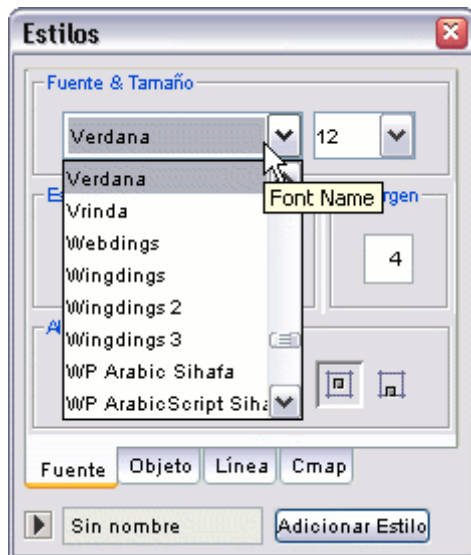 Estilos
Fuente & Tamaño
Verdana 12
Verdana
Font Name
Vrinda
Webdings
4
Wingdings
Wingdings 2
Wingdings 3
WP Arabic Sihafa
WP ArabicScript
Fuente Objeto Línea Cmap
Sin nombre Adicionar Estilo